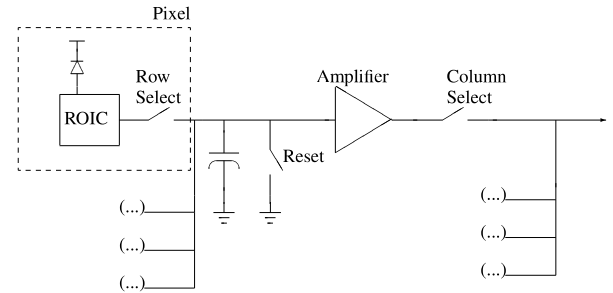 Pixel
Row
Select
ROIC
Amplifier
Column
Select
Reset
(...)
(...)
(...)
(...)
(...)
(...)